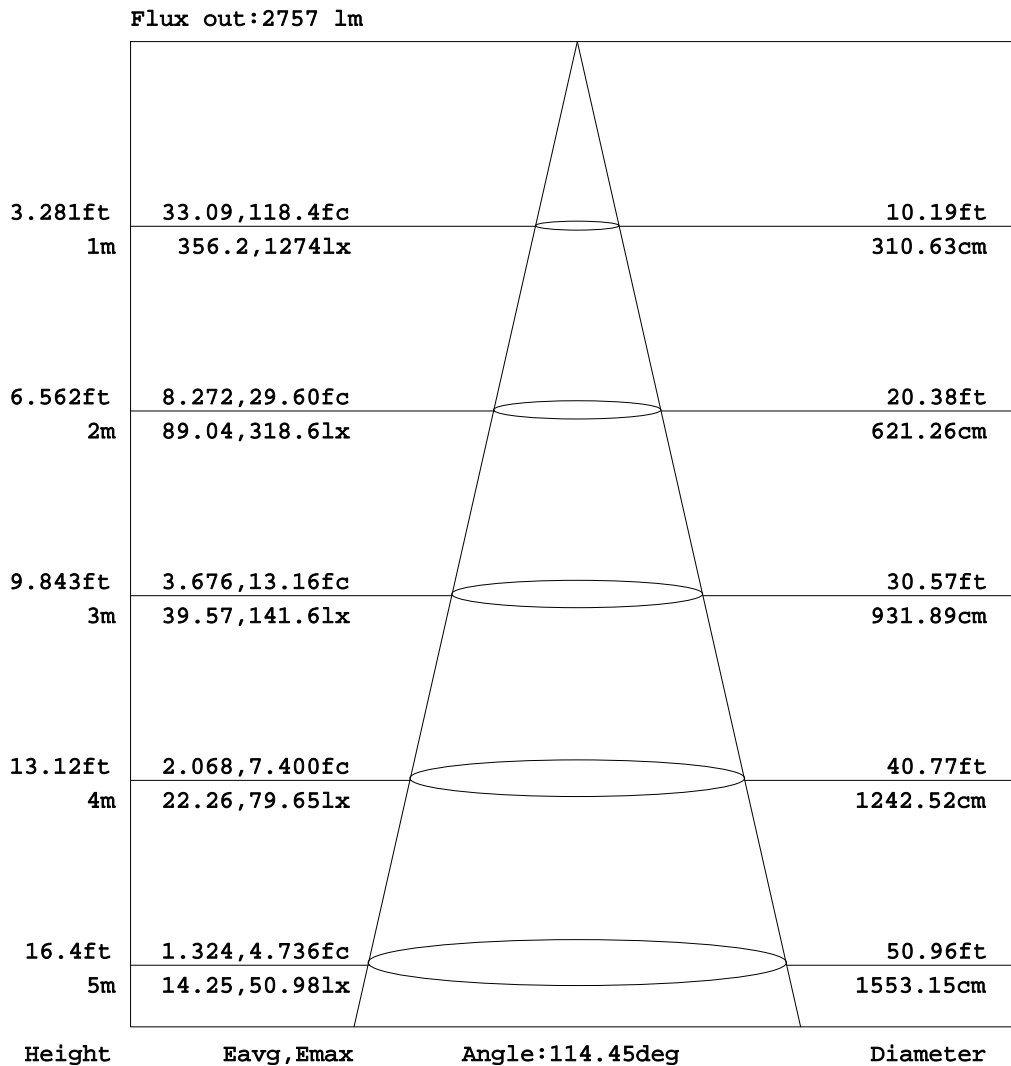 Flux out:2757 lm
3.281ft 33.09,118.4fc 10.19ft
1m 356.2,1274lx 310.63cm
6.562ft 8.272,29.60fc 20.38ft
2m 89.04,318.6lx 621.26cm
9.843ft 3.676,13.16fc 30.57ft
3m 39.57,141.6lx 931.89cm
13.12ft 2.068,7.400fc 40.77ft
4m 22.26,79.65lx 1242.52cm
16.4ft 1.324,4.736fc 50.96ft
5m 14.25,50.98lx 1553.15cm
Height Eavg,Emax Angle:114.45deg Diameter